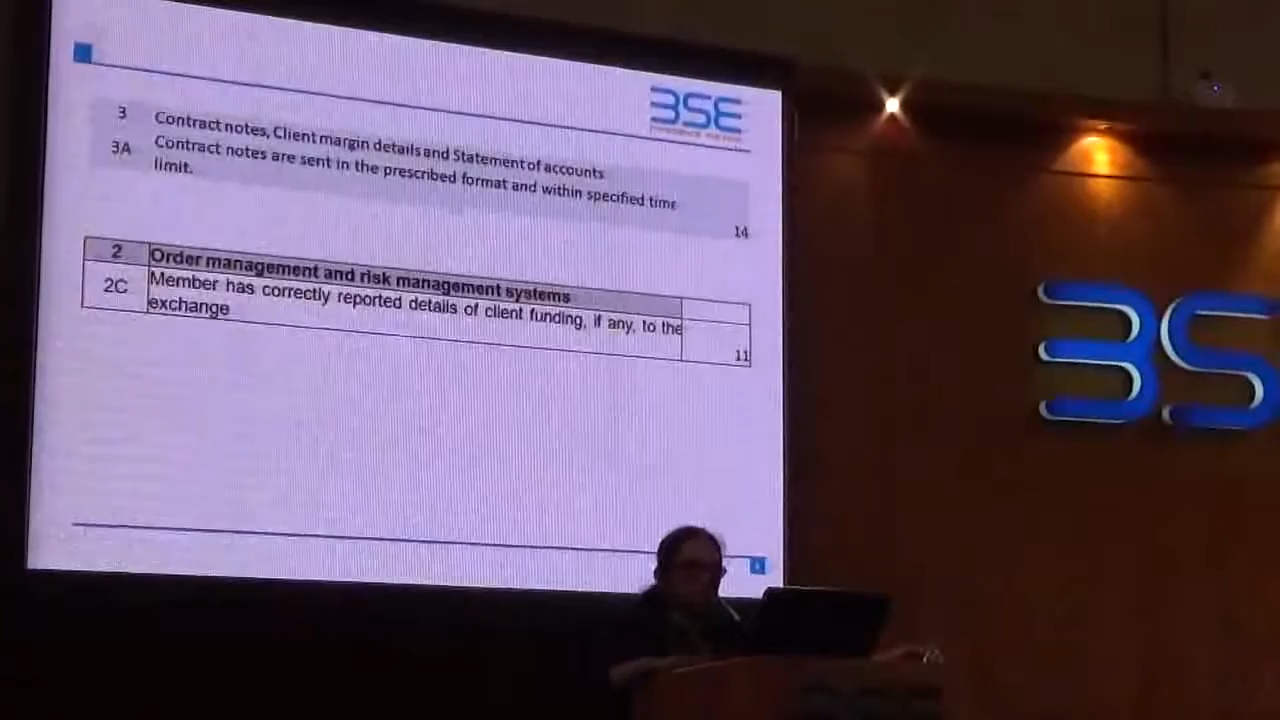 BSE
3 Contract notes, Client margin details and Statement of accounts
3A Contract notes are sent in the prescribed format and within specified time
limit.
14
2 Order management and risk management systems
2C Member has correctly reported details of client funding, if any, to the
exchange
11
BS